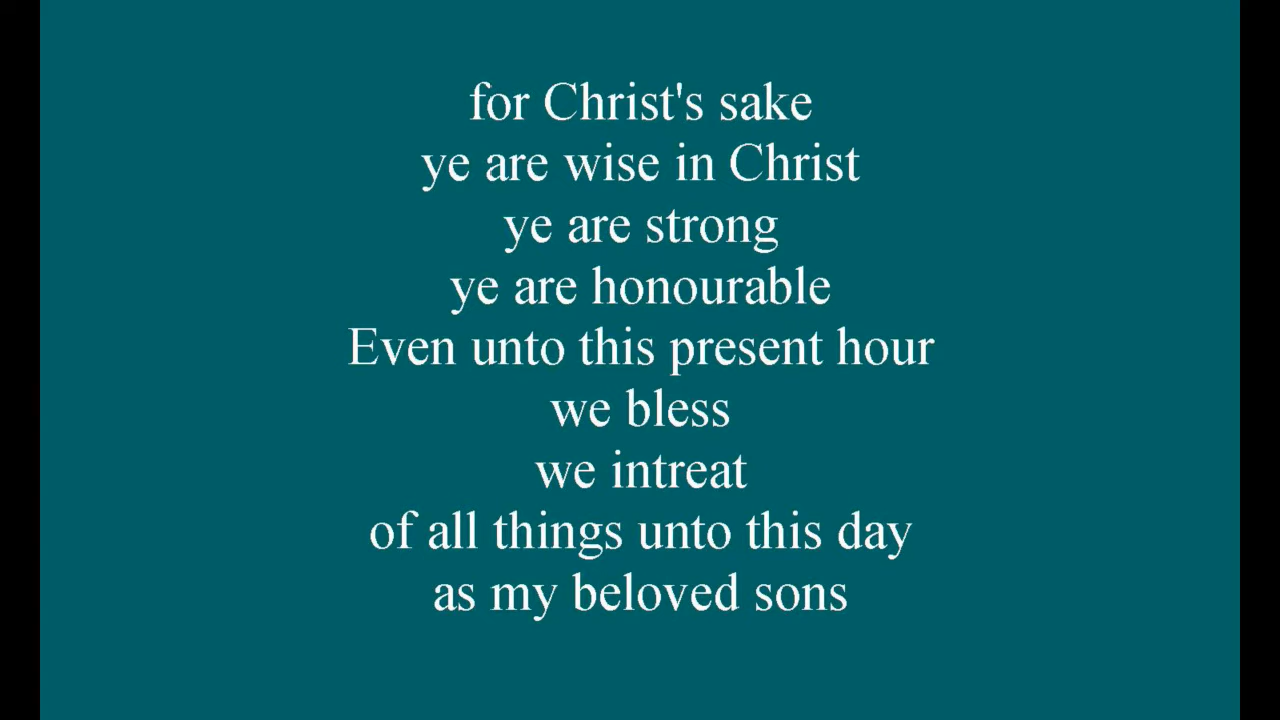 for Christ's sake
ye are wise in Christ
ye are strong
ye are honourable
Even unto this present hour
we bless
we intreat
of all things unto this day
as my beloved sons